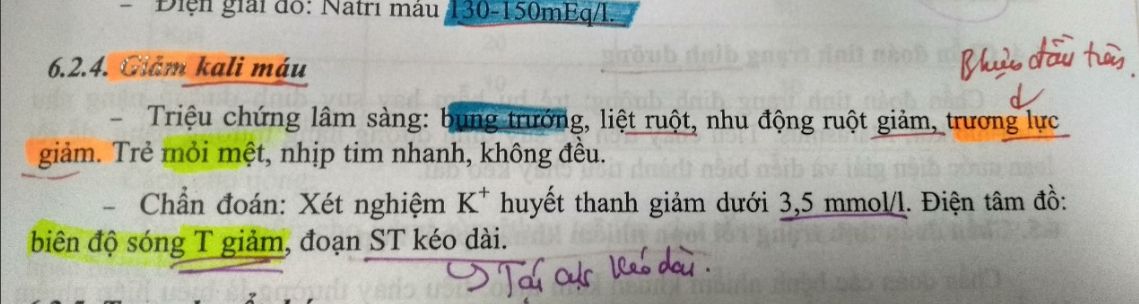 - Điện giải đồ: Natri máu 130-150mEq/l.
6.2.4. Giảm kali máu
đầu tiên.
- Triệu chứng lâm sàng: bụng trướng, liệt ruột, nhu động ruột giảm, trương lực
giảm. Trẻ mỏi mệt, nhịp tim nhanh, không đều.
- Chẩn đoán: Xét nghiệm K⁺ huyết thanh giảm dưới 3,5 mmol/l. Điện tâm đồ:
biên độ sóng T giảm, đoạn ST kéo dài.
Tái cực kéo dài.